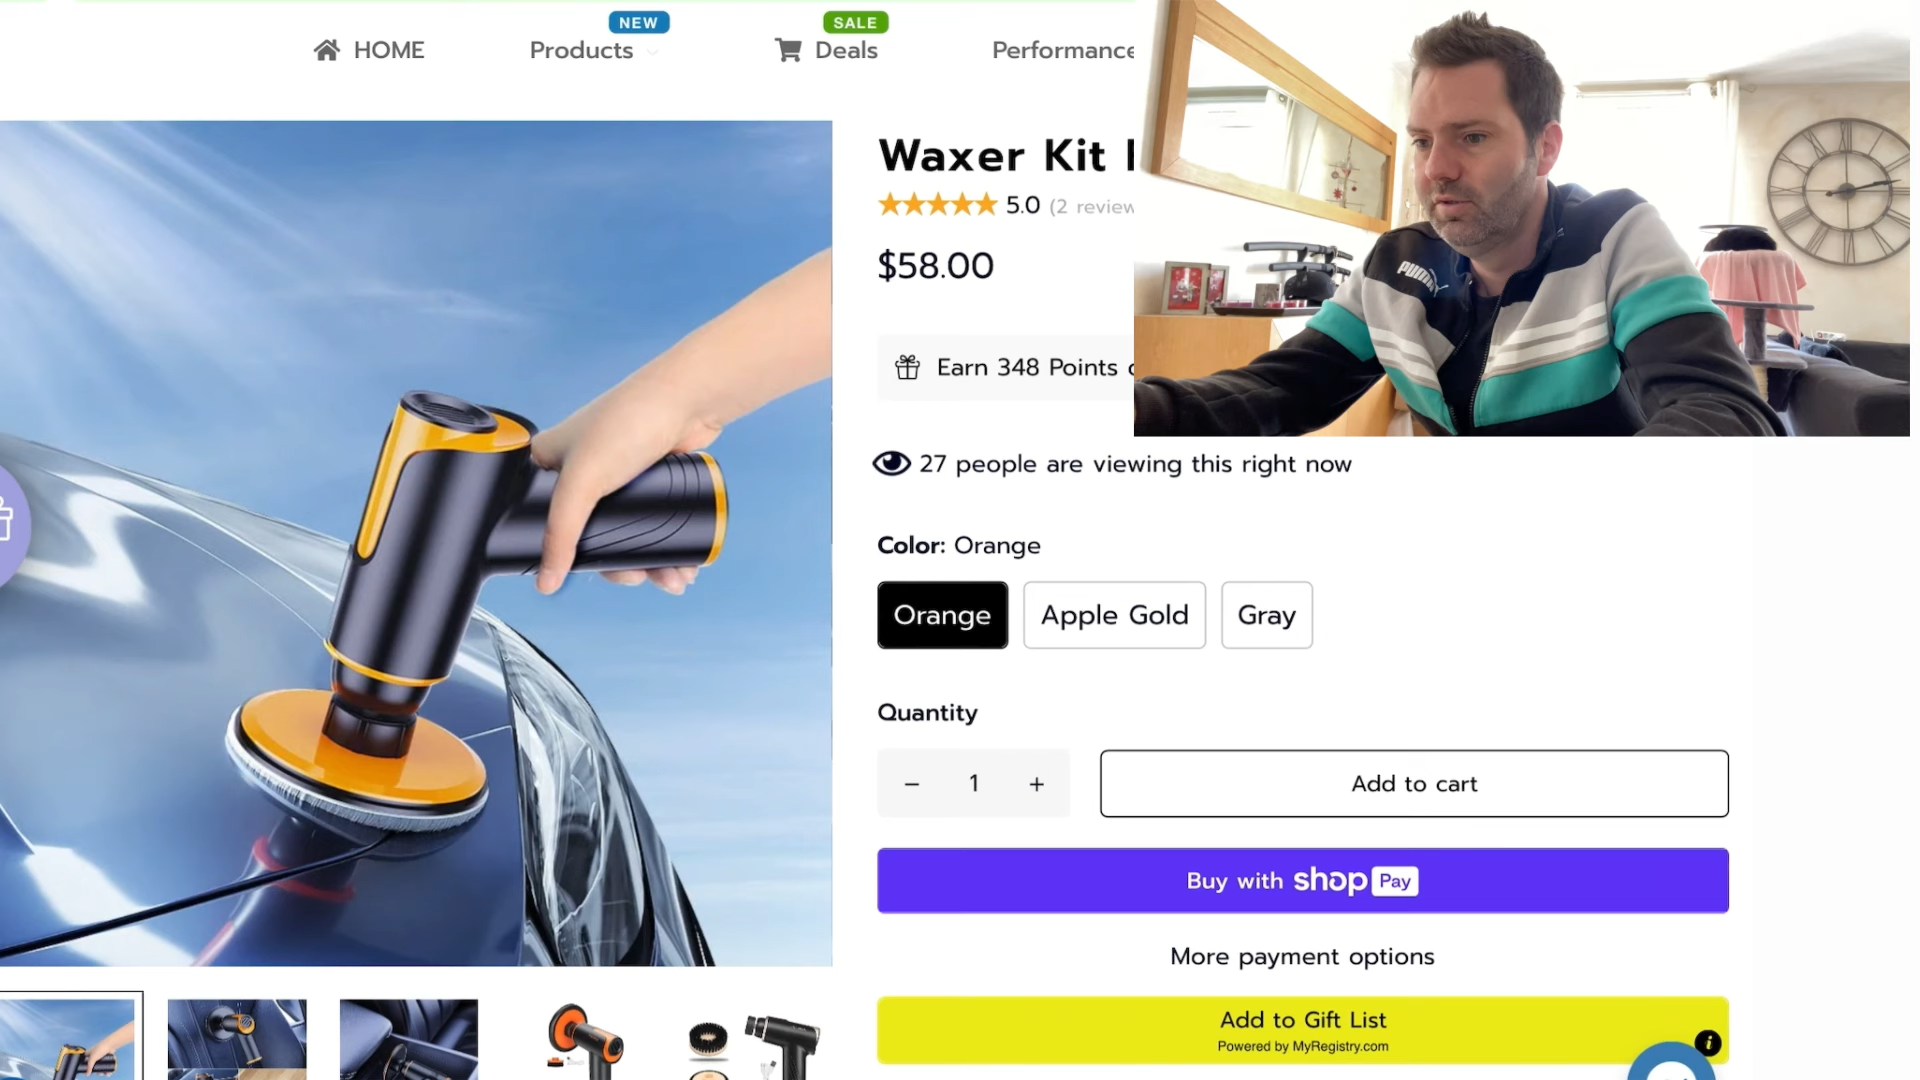 NEW
SALE
HOME
Products
Deals
Performance
Waxer Kit
5.0 (2 review
$58.00
Earn 348 Points
PUMA
27 people are viewing this right now
Color: Orange
Orange
Apple Gold
Gray
Quantity
− 1 +
Add to cart
Buy with shop Pay
More payment options
Add to Gift List
Powered by MyRegistry.com
i